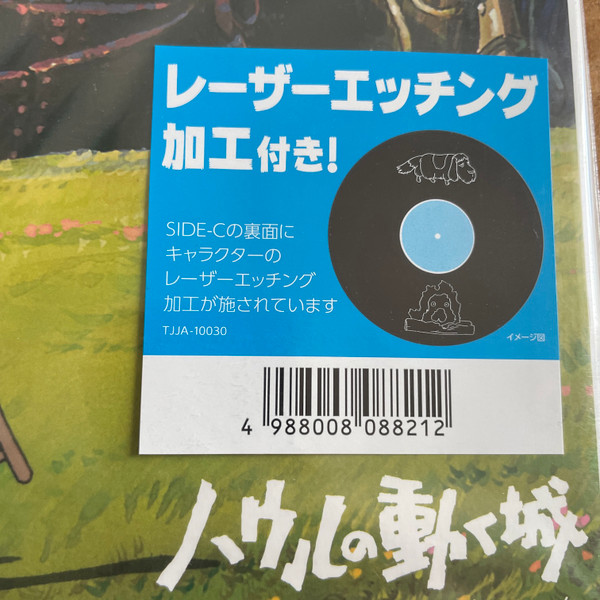 レーザーエッチング
加工付き!
SIDE-Cの裏面に
キャラクターの
レーザーエッチング
加工が施されています
TJJA-10030
イメージ図
4 988008 088212
ハウルの動く城